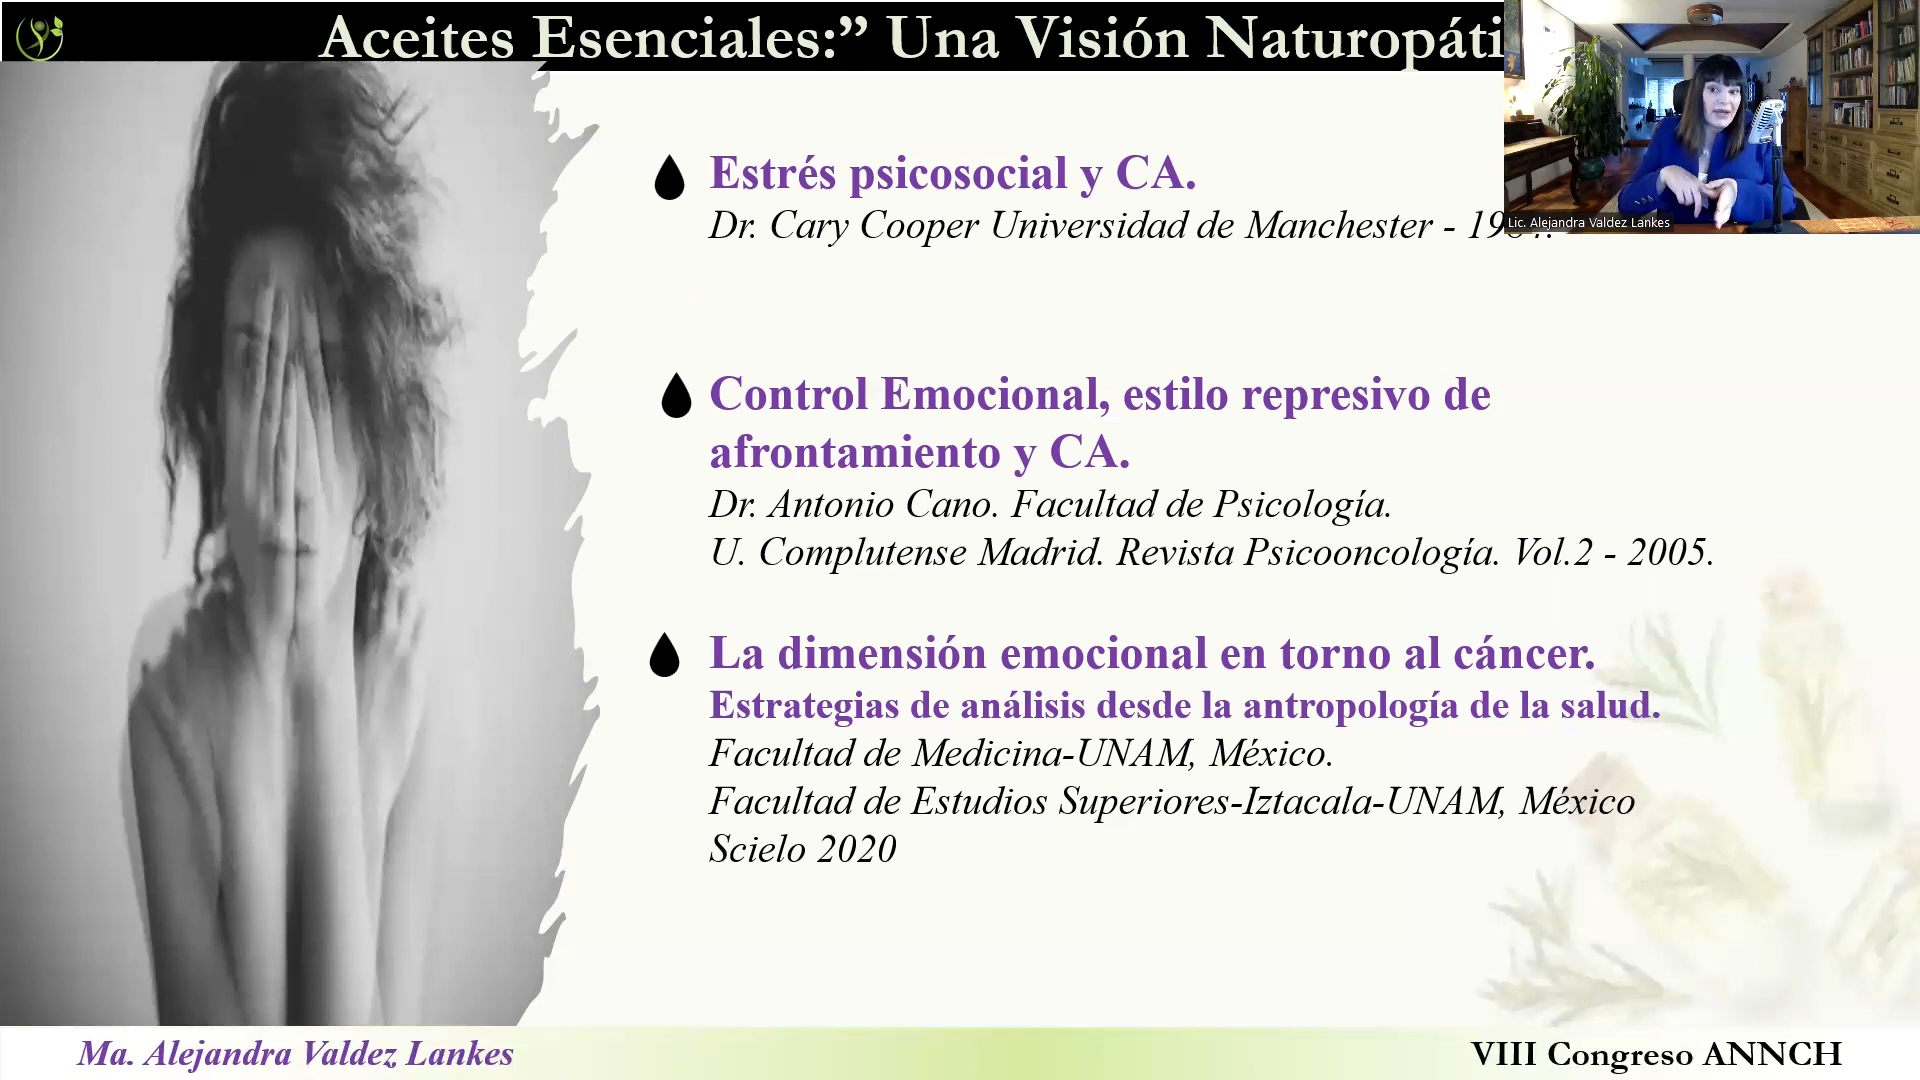 Aceites Esenciales:” Una Visión Naturopáti
Lic. Alejandra Valdez Lankes
Estrés psicosocial y CA.
Dr. Cary Cooper Universidad de Manchester -
Control Emocional, estilo represivo de
afrontamiento y CA.
Dr. Antonio Cano. Facultad de Psicología.
U. Complutense Madrid. Revista Psicooncología. Vol.2 - 2005.
La dimensión emocional en torno al cáncer.
Estrategias de análisis desde la antropología de la salud.
Facultad de Medicina-UNAM, México.
Facultad de Estudios Superiores-Iztacala-UNAM, México
Scielo 2020
Ma. Alejandra Valdez Lankes
VIII Congreso ANNCH